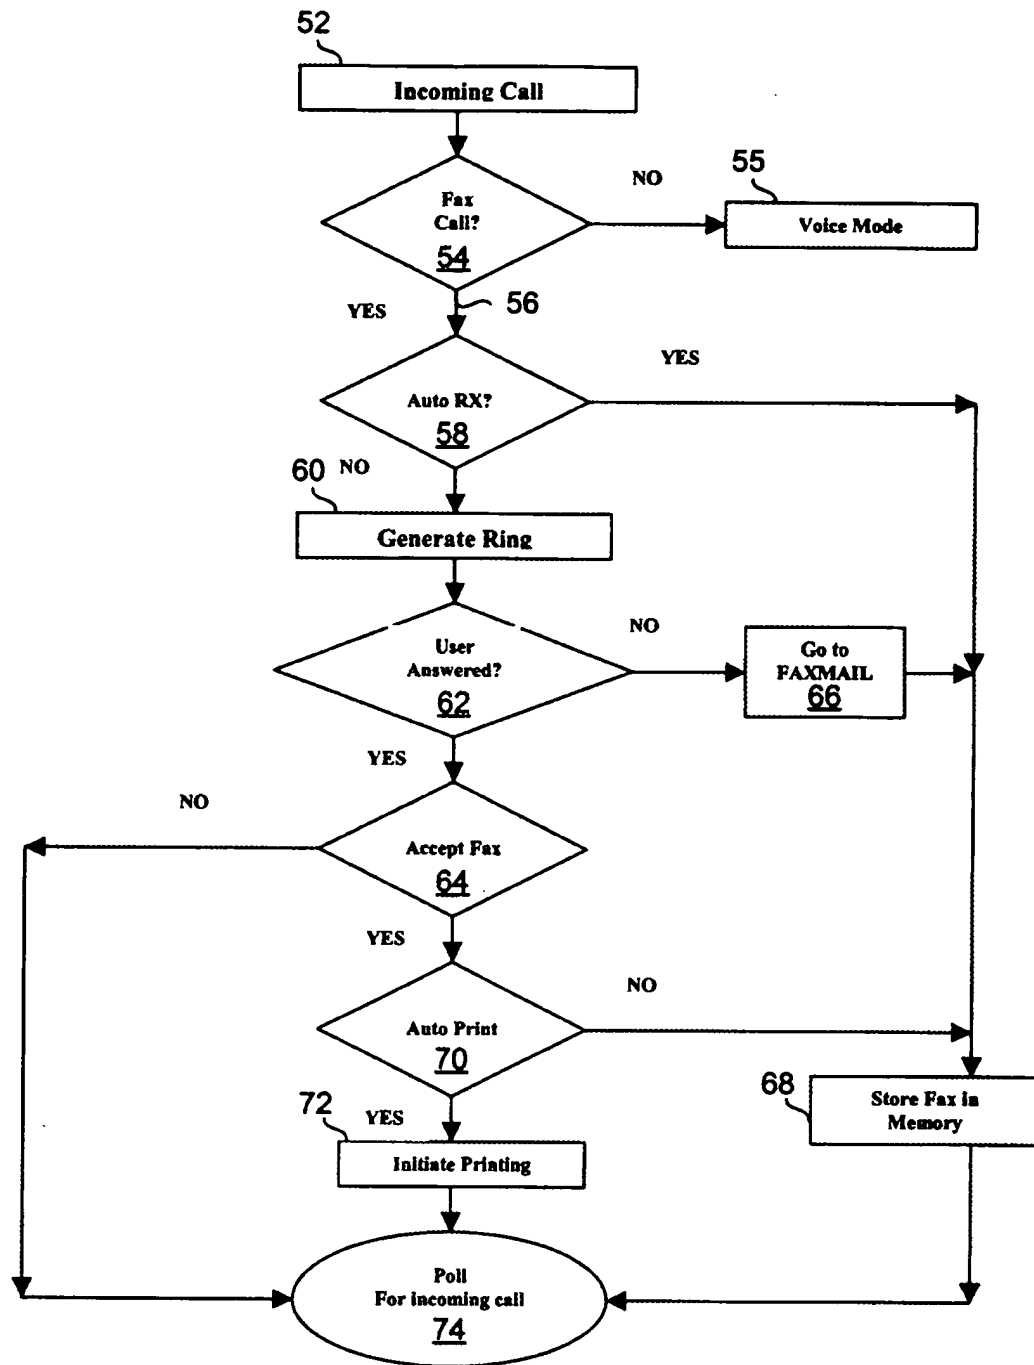 52
Incoming Call
55
NO
Fax
Call?
54
Voice Mode
YES
56
YES
Auto RX?
58
60
NO
Generate Ring
NO
User
Answered?
62
Go to
FAXMAIL
66
YES
NO
Accept Fax
64
YES
NO
Auto Print
70
68
Store Fax in
Memory
72
YES
Initiate Printing
Poll
For incoming call
74